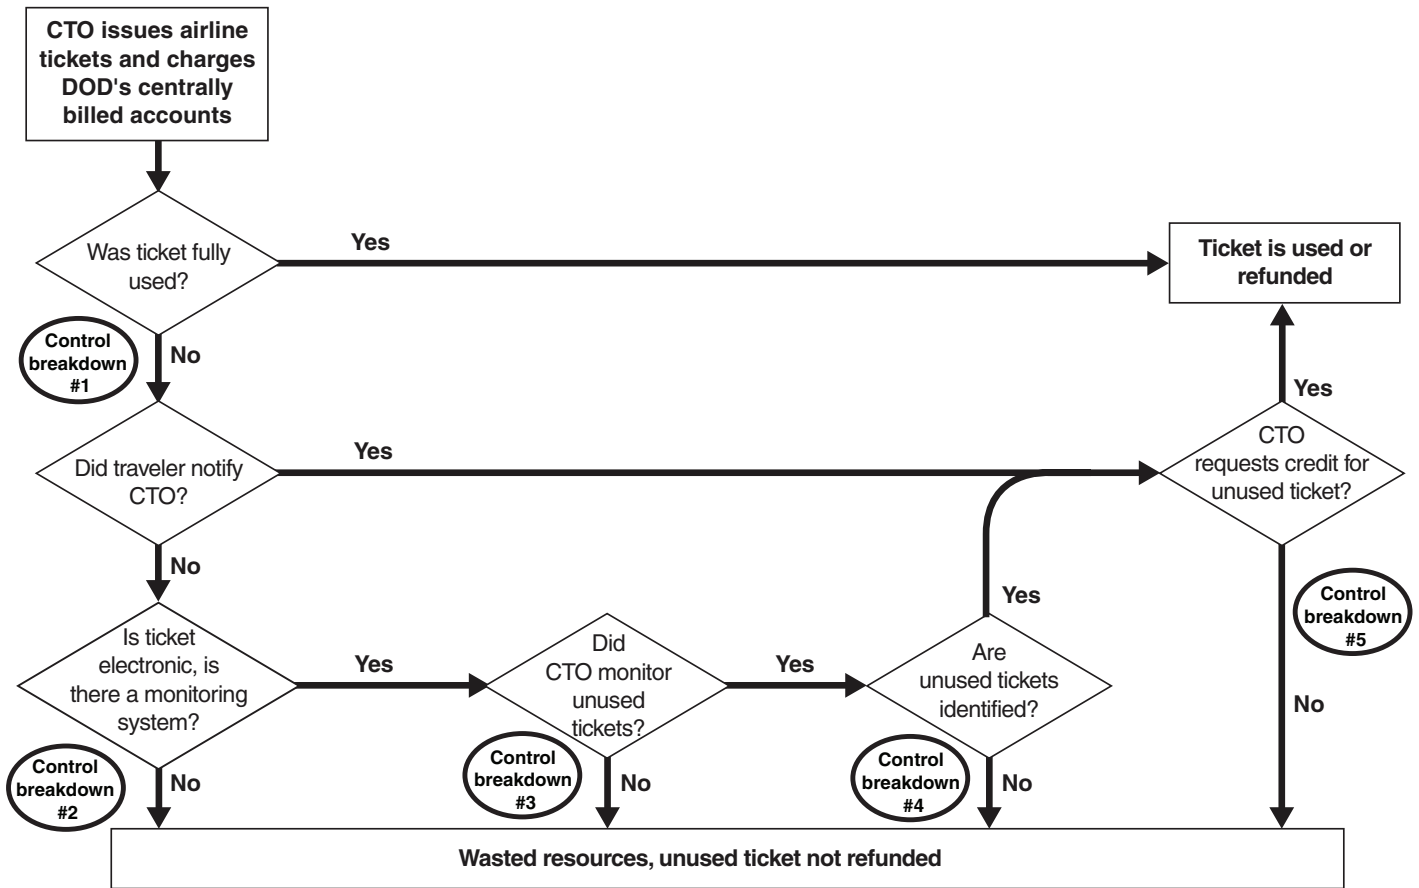 CTO issues airline
tickets and charges
DOD's centrally
billed accounts
Was ticket fully
used?
Yes
Ticket is used or
refunded
Control
breakdown
#1
No
Did traveler notify
CTO?
Yes
Yes
CTO
requests credit for
unused ticket?
No
Is ticket
electronic, is
there a monitoring
system?
Yes
Did
CTO monitor
unused
tickets?
Yes
Are
unused tickets
identified?
Yes
Control
breakdown
#5
No
Control
breakdown
#2
No
Control
breakdown
#3
No
Control
breakdown
#4
No
Wasted resources, unused ticket not refunded